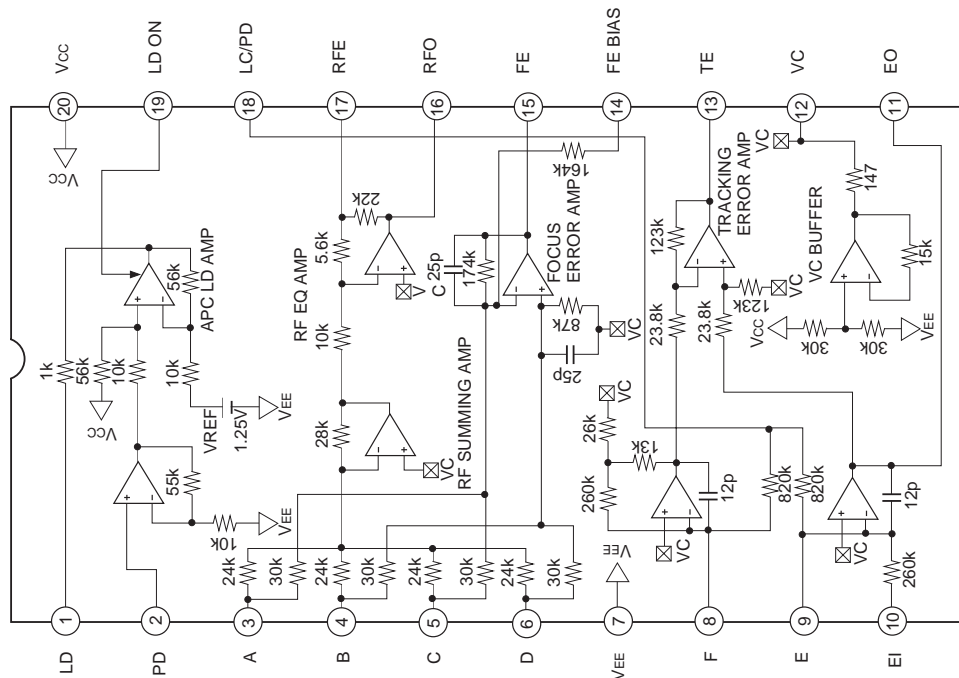 20
Vcc
19
LD ON
18
LC/PD
17
RFE
16
RFO
15
FE
14
FE BIAS
13
TE
12
VC
11
EO
Vcc
1k
56k
10k
10k
56k
APC LD AMP
Vcc
VREF
1.25V
VEE
55k
10k
VEE
RF EQ AMP
22k
5.6k
10k
28k
V
C
VC
RF SUMMING AMP
25p
174k
164k
FOCUS
ERROR AMP
87k
25p
VC
24k
30k
24k
30k
24k
30k
24k
30k
VC
26k
13k
260k
VEE
VC
12p
820k
820k
123k
23.8k
23.8k
TRACKING
ERROR AMP
123k
VC
VC
147
VC BUFFER
Vcc
30k
30k
VEE
15k
VC
12p
260k
1
LD
2
PD
3
A
4
B
5
C
6
D
7
VEE
8
F
9
E
10
EI